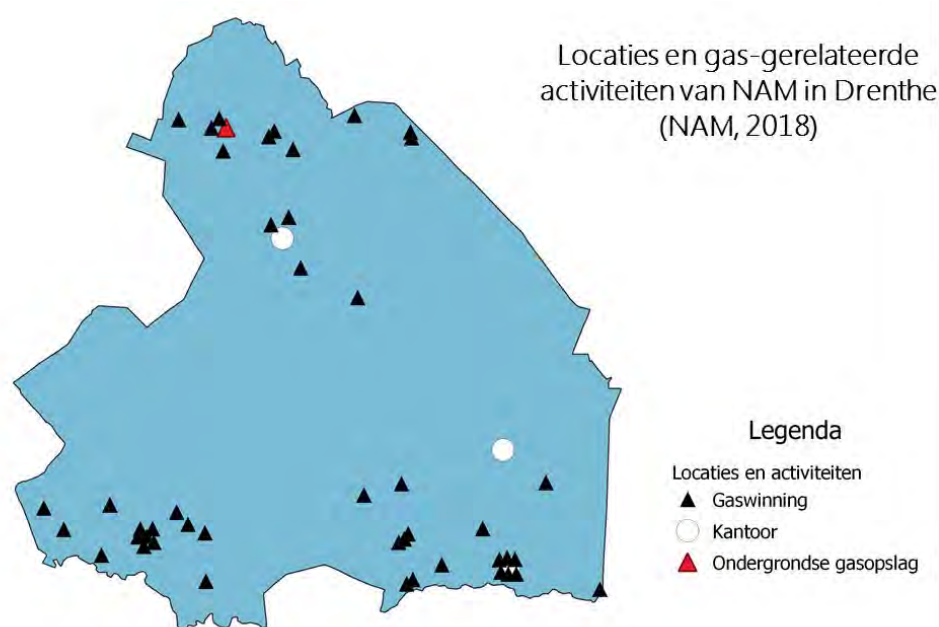 Locaties en gas-gerelateerde
activiteiten van NAM in Drenthe
(NAM, 2018)
Legenda
Locaties en activiteiten
Gaswinning
Kantoor
Ondergrondse gasopslag